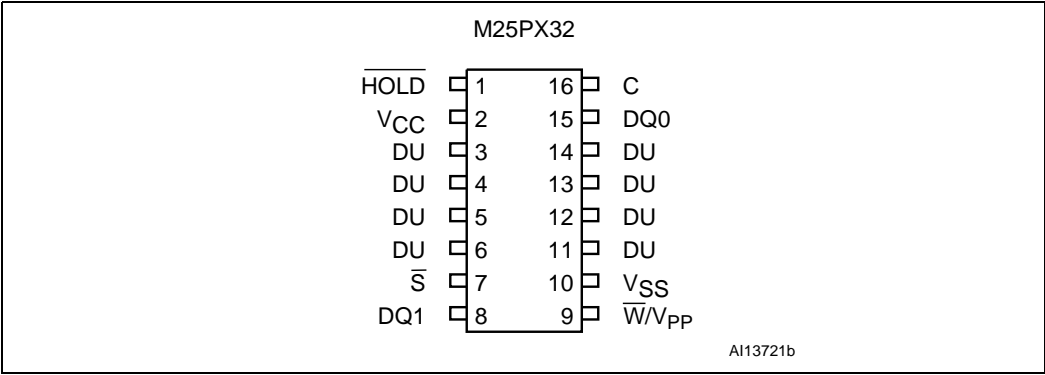 M25PX32
HOLD 1 16 C
VCC 2 15 DQ0
DU 3 14 DU
DU 4 13 DU
DU 5 12 DU
DU 6 11 DU
S̅ 7 10 VSS
DQ1 8 9 W̅/VPP
AI13721b